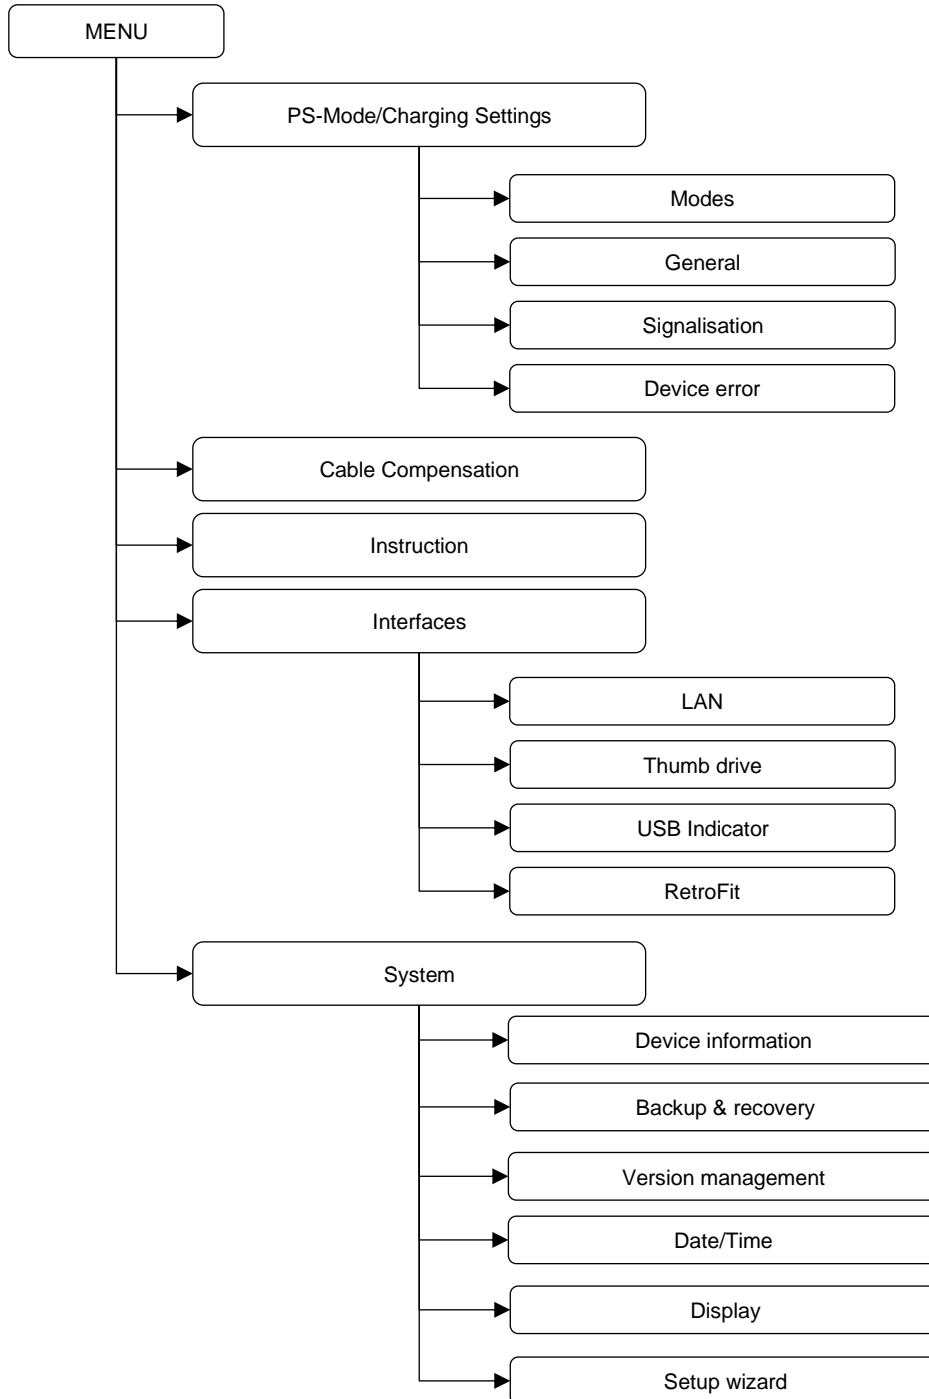 MENU
PS-Mode/Charging Settings
Modes
General
Signalisation
Device error
Cable Compensation
Instruction
Interfaces
LAN
Thumb drive
USB Indicator
RetroFit
System
Device information
Backup & recovery
Version management
Date/Time
Display
Setup wizard